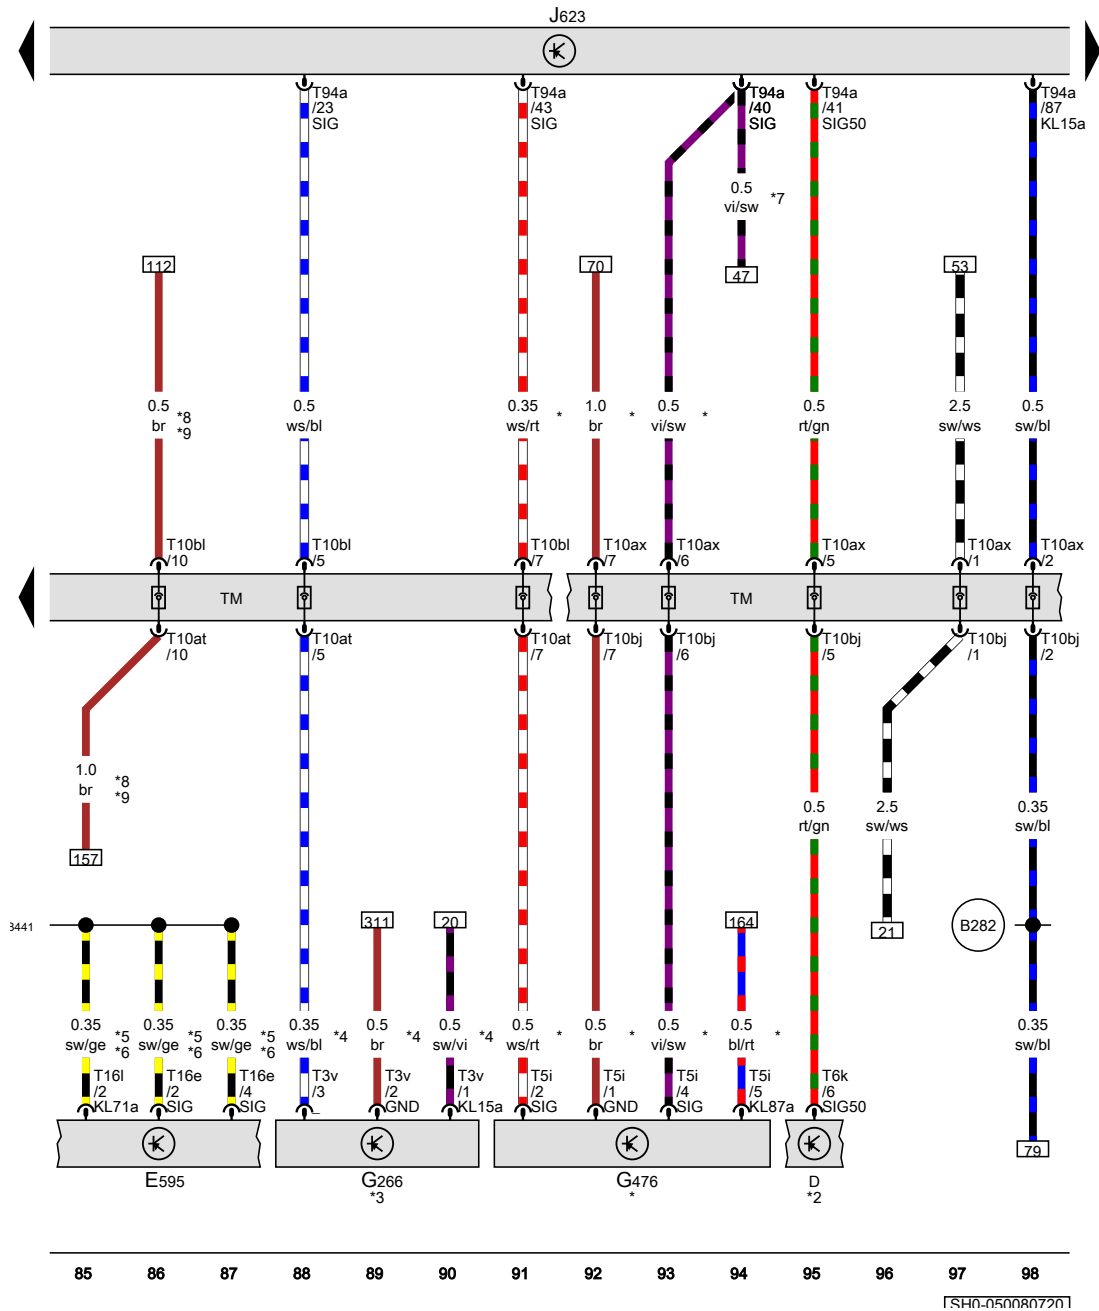 J623
T94a T94a T94a T94a T94a
/23 /43 /40 /41 /87
SIG SIG SIG SIG50 KL15a
0.5 *7
vi/sw
112 70 47 53
0.5 0.5 0.35 1.0 0.5 0.5 2.5 0.5
br *8 ws/bl ws/rt * br * vi/sw * rt/gn sw/ws sw/bl
*9
T10bl T10bl T10bl T10ax T10ax T10ax T10ax T10ax
/10 /5 /7 /7 /6 /5 /1 /2
TM TM
T10at T10at T10at T10bj T10bj T10bj T10bj T10bj
/10 /5 /7 /7 /6 /5 /1 /2
1.0 *8
br *9
0.5 2.5 0.35
rt/gn sw/ws sw/bl
157
3441 311 20 164 21 B282
0.35 0.35 0.35 0.35 0.5 0.5 0.5 0.5 0.5 0.5 0.35
sw/ge *5 sw/ge *5 sw/ge *5 ws/bl *4 br *4 sw/vi *4 ws/rt * br * vi/sw * bl/rt * sw/bl
*6 *6 *6
T16l T16e T16e T3v T3v T3v T5i T5i T5i T5i T6k
/2 /2 /4 /3 /2 /1 /2 /1 /4 /5 /6
KL71a SIG SIG _ GND KL15a SIG GND SIG KL87a SIG50
79
E595 G266 G476 D
*3 * *2
85 86 87 88 89 90 91 92 93 94 95 96 97 98
SH0-050080720